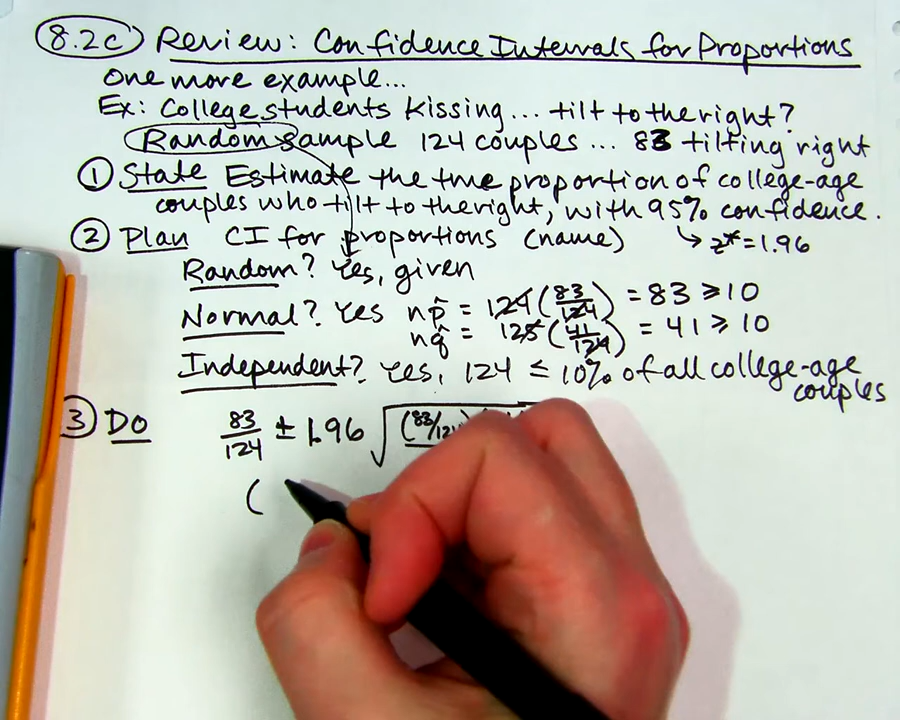 8.2c Review: Confidence Intervals for Proportions
One more example...
Ex: College students kissing... tilt to the right?
Random sample 124 couples... 83 tilting right
① State Estimate the true proportion of college-age
couples who tilt to the right, with 95% confidence.
② Plan CI for proportions (name) ↳ z* = 1.96
Random? Yes, given
Normal? Yes np̂ = 124(83/124) = 83 ≥ 10
nq̂ = 124(41/124) = 41 ≥ 10
Independent? Yes, 124 ≤ 10% of all college-age
couples
③ Do 83/124 ± 1.96 √(83/124)
(